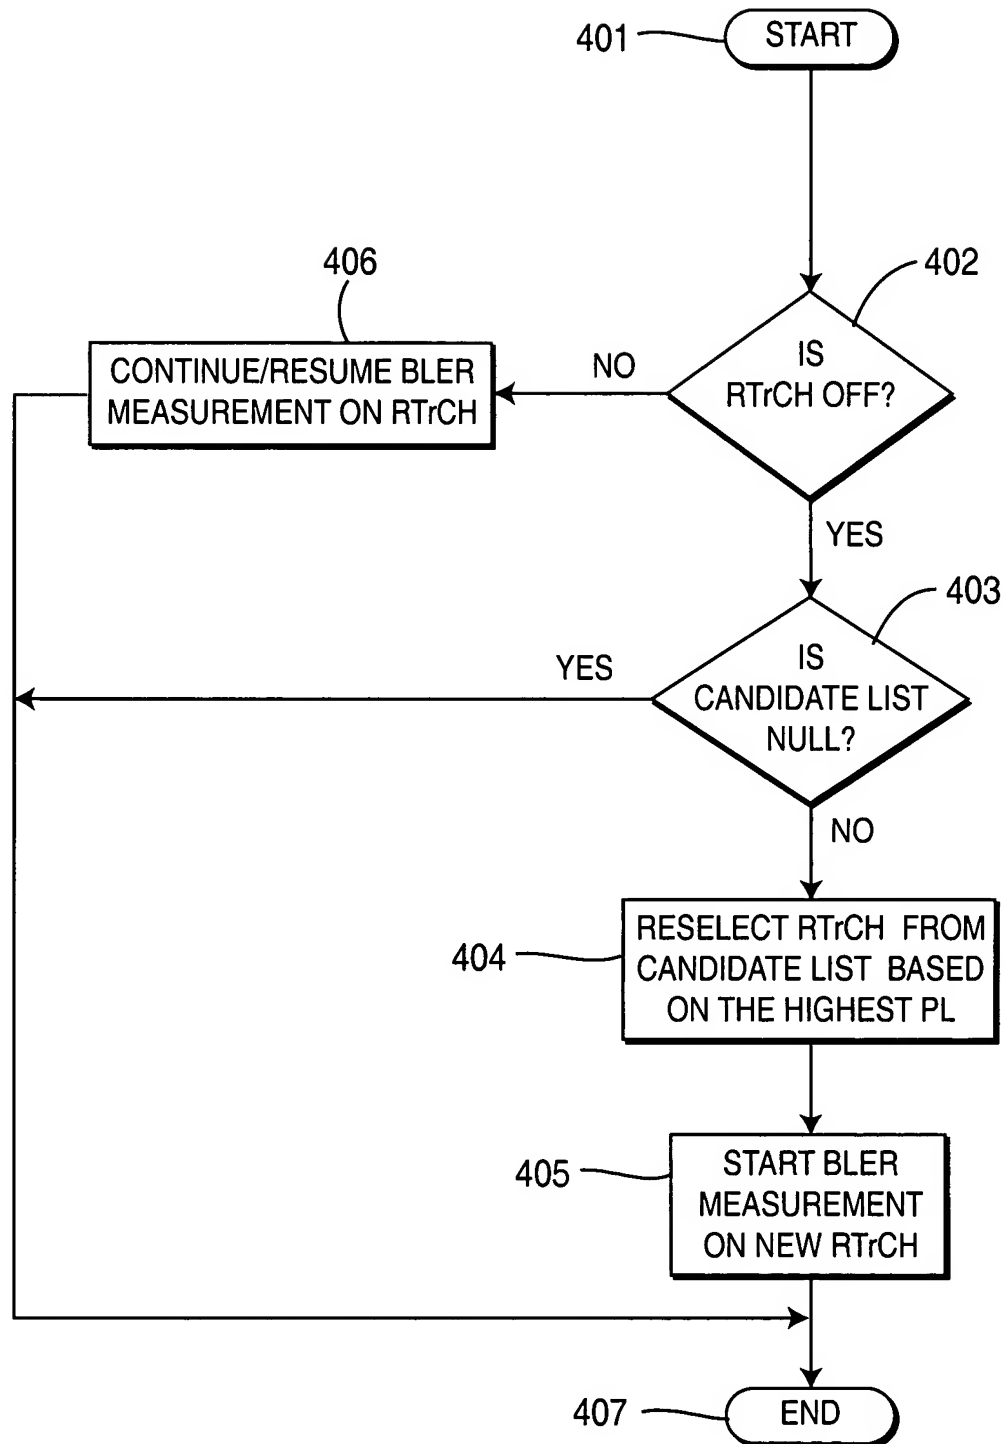 401
START
406
402
CONTINUE/RESUME BLER
MEASUREMENT ON RTrCH
NO
IS
RTrCH OFF?
YES
403
YES
IS
CANDIDATE LIST
NULL?
NO
404
RESELECT RTrCH FROM
CANDIDATE LIST BASED
ON THE HIGHEST PL
405
START BLER
MEASUREMENT
ON NEW RTrCH
407
END